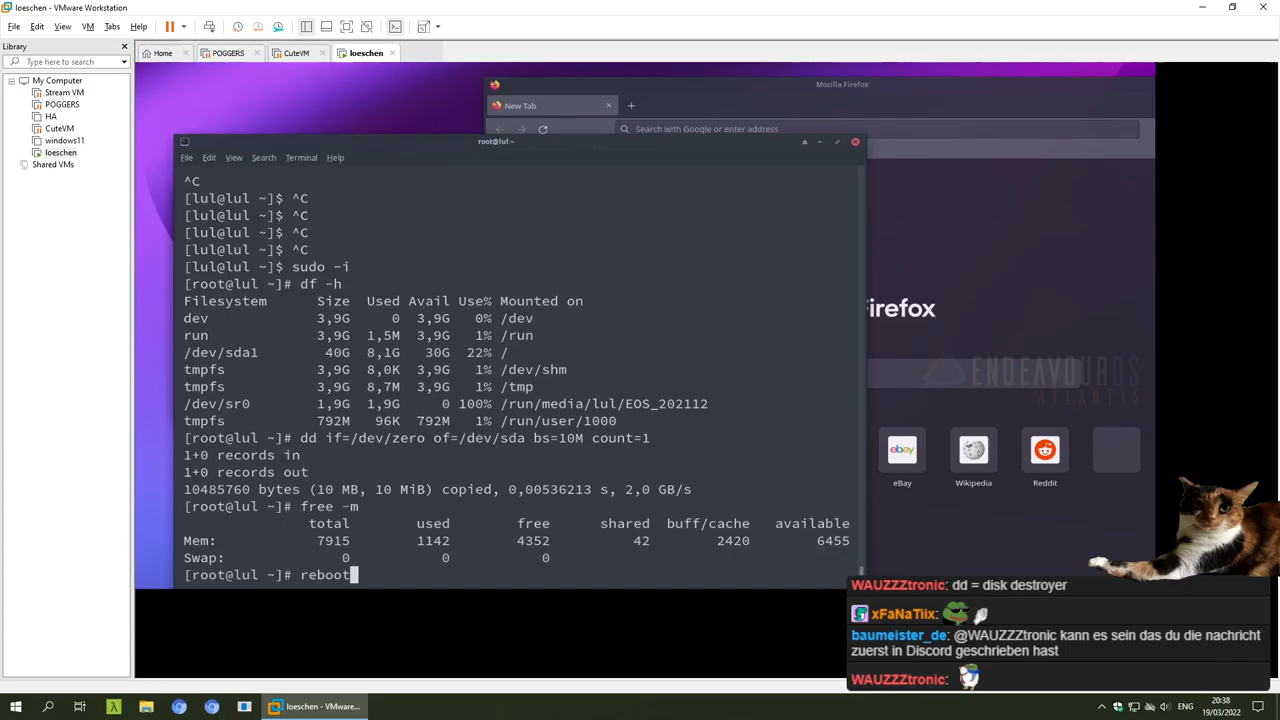 loeschen - VMware Workstation
File Edit View VM Tabs Help
Library
Type here to search
My Computer
Stream VM
POGGERS
HA
CuteVM
windows11
loeschen
Shared VMs
Home
POGGERS
CuteVM
loeschen
Mozilla Firefox
New Tab
Search with Google or enter address
irefox
ENDEAVOUROS
ATLANTIS
eBay
Wikipedia
Reddit
root@lul:~
File Edit View Search Terminal Help
^C
[lul@lul ~]$ ^C
[lul@lul ~]$ ^C
[lul@lul ~]$ ^C
[lul@lul ~]$ ^C
[lul@lul ~]$ sudo -i
[root@lul ~]# df -h
Filesystem Size Used Avail Use% Mounted on
dev 3,9G 0 3,9G 0% /dev
run 3,9G 1,5M 3,9G 1% /run
/dev/sda1 40G 8,1G 30G 22% /
tmpfs 3,9G 8,0K 3,9G 1% /dev/shm
tmpfs 3,9G 8,7M 3,9G 1% /tmp
/dev/sr0 1,9G 1,9G 0 100% /run/media/lul/EOS_202112
tmpfs 792M 96K 792M 1% /run/user/1000
[root@lul ~]# dd if=/dev/zero of=/dev/sda bs=10M count=1
1+0 records in
1+0 records out
10485760 bytes (10 MB, 10 MiB) copied, 0,00536213 s, 2,0 GB/s
[root@lul ~]# free -m
total used free shared buff/cache available
Mem: 7915 1142 4352 42 2420 6455
Swap: 0 0 0
[root@lul ~]# reboot
WAUZZZtronic: dd = disk destroyer
xFaNaTiix:
baumeister_de: @WAUZZZtronic kann es sein das du die nachricht
zuerst in Discord geschrieben hast
WAUZZZtronic:
loeschen - VMware...
ENG
20:38
19/03/2022